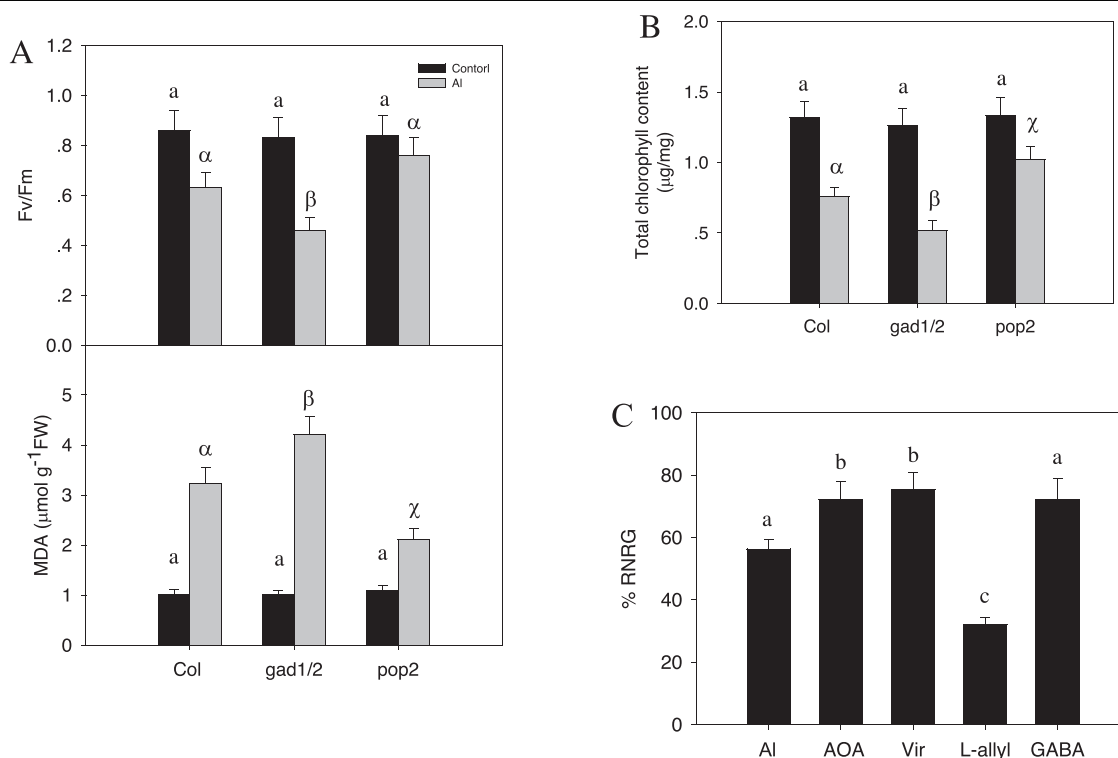 A
1.2
1.0
.8
.6
.4
.2
0.0
Fv/Fm
Contorl
Al
a
α
a
β
a
α
5
4
3
2
1
0
MDA (μmol g-1FW)
a
α
a
β
a
χ
Col
gad1/2
pop2
B
2.0
1.5
1.0
.5
0.0
Total chlorophyll content
(μg/mg)
a
α
a
β
a
χ
Col
gad1/2
pop2
C
100
80
60
40
20
0
% RNRG
a
b
b
c
a
Al
AOA
Vir
L-allyl
GABA